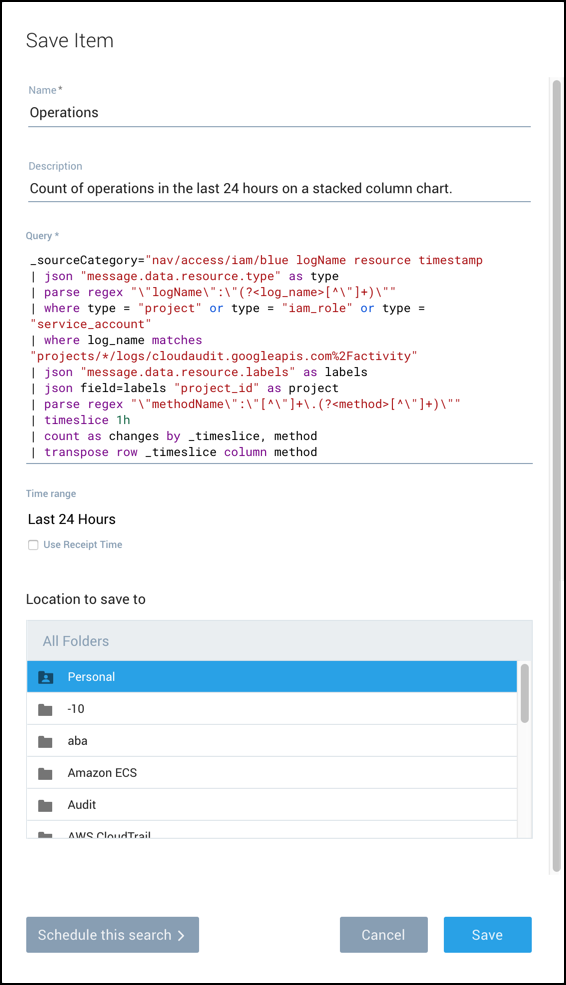 Save Item
Name *
Operations
Description
Count of operations in the last 24 hours on a stacked column chart.
Query *
_sourceCategory="nav/access/iam/blue logName resource timestamp
| json "message.data.resource.type" as type
| parse regex "\"logName\":\"(?<log_name>[^\"]+)\""
| where type = "project" or type = "iam_role" or type =
"service_account"
| where log_name matches
"projects/*/logs/cloudaudit.googleapis.com%2Factivity"
| json "message.data.resource.labels" as labels
| json field=labels "project_id" as project
| parse regex "\"methodName\":\"[^\"]+\.(?<method>[^\"]+)\""
| timeslice 1h
| count as changes by _timeslice, method
| transpose row _timeslice column method
Time range
Last 24 Hours
Use Receipt Time
Location to save to
All Folders
Personal
-10
aba
Amazon ECS
Audit
AWS CloudTrail
Schedule this search >
Cancel
Save